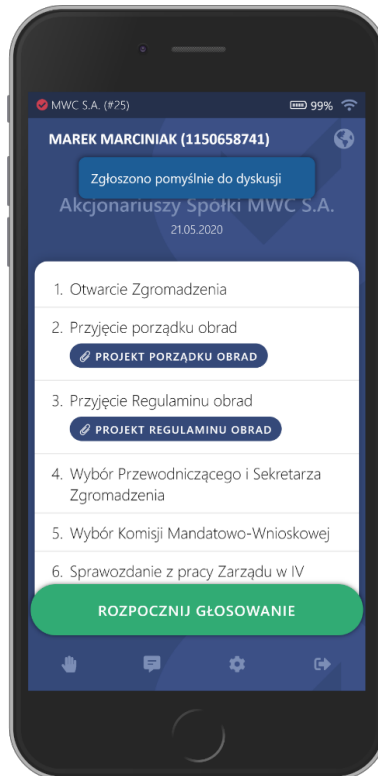 MWC S.A. (#25) 99%
MAREK MARCINIAK (1150658741)
Zgłoszono pomyślnie do dyskusji
Akcjonariuszy Spółki MWC S.A.
21.05.2020
1. Otwarcie Zgromadzenia
2. Przyjęcie porządku obrad
PROJEKT PORZĄDKU OBRAD
3. Przyjęcie Regulaminu obrad
PROJEKT REGULAMINU OBRAD
4. Wybór Przewodniczącego i Sekretarza
Zgromadzenia
5. Wybór Komisji Mandatowo-Wnioskowej
6. Sprawozdanie z pracy Zarządu w IV
ROZPOCZNIJ GŁOSOWANIE